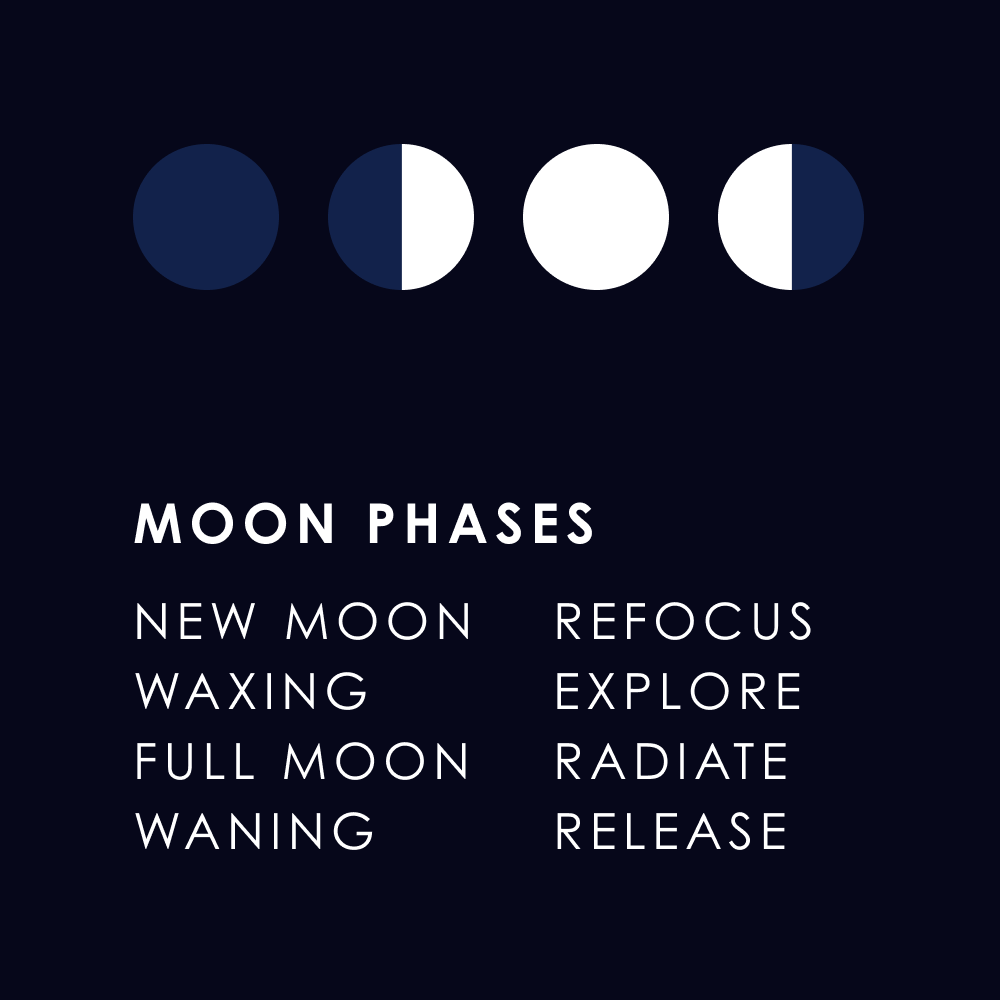 MOON PHASES
NEW MOON REFOCUS
WAXING EXPLORE
FULL MOON RADIATE
WANING RELEASE